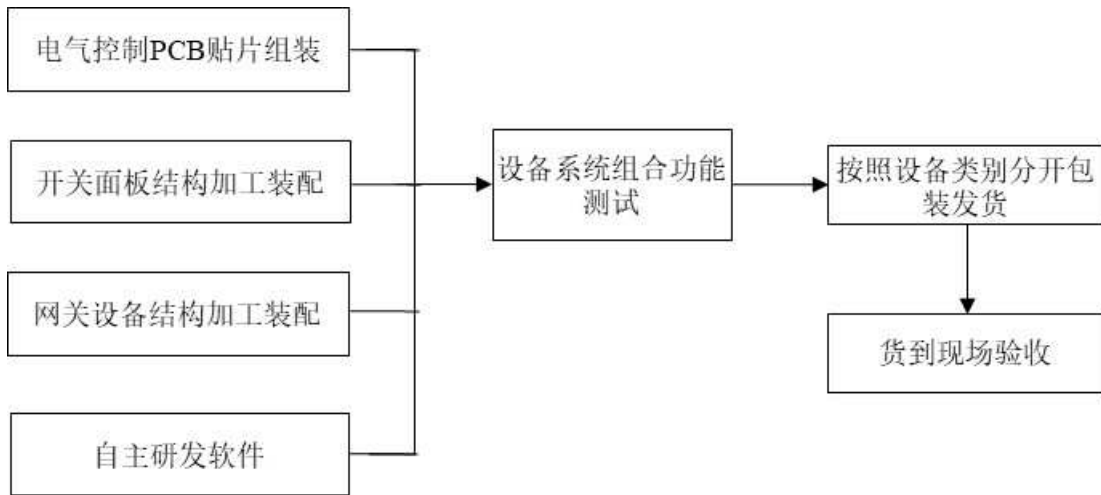 电气控制PCB贴片组装
开关面板结构加工装配
网关设备结构加工装配
自主研发软件
设备系统组合功能
测试
按照设备类别分开包
装发货
货到现场验收